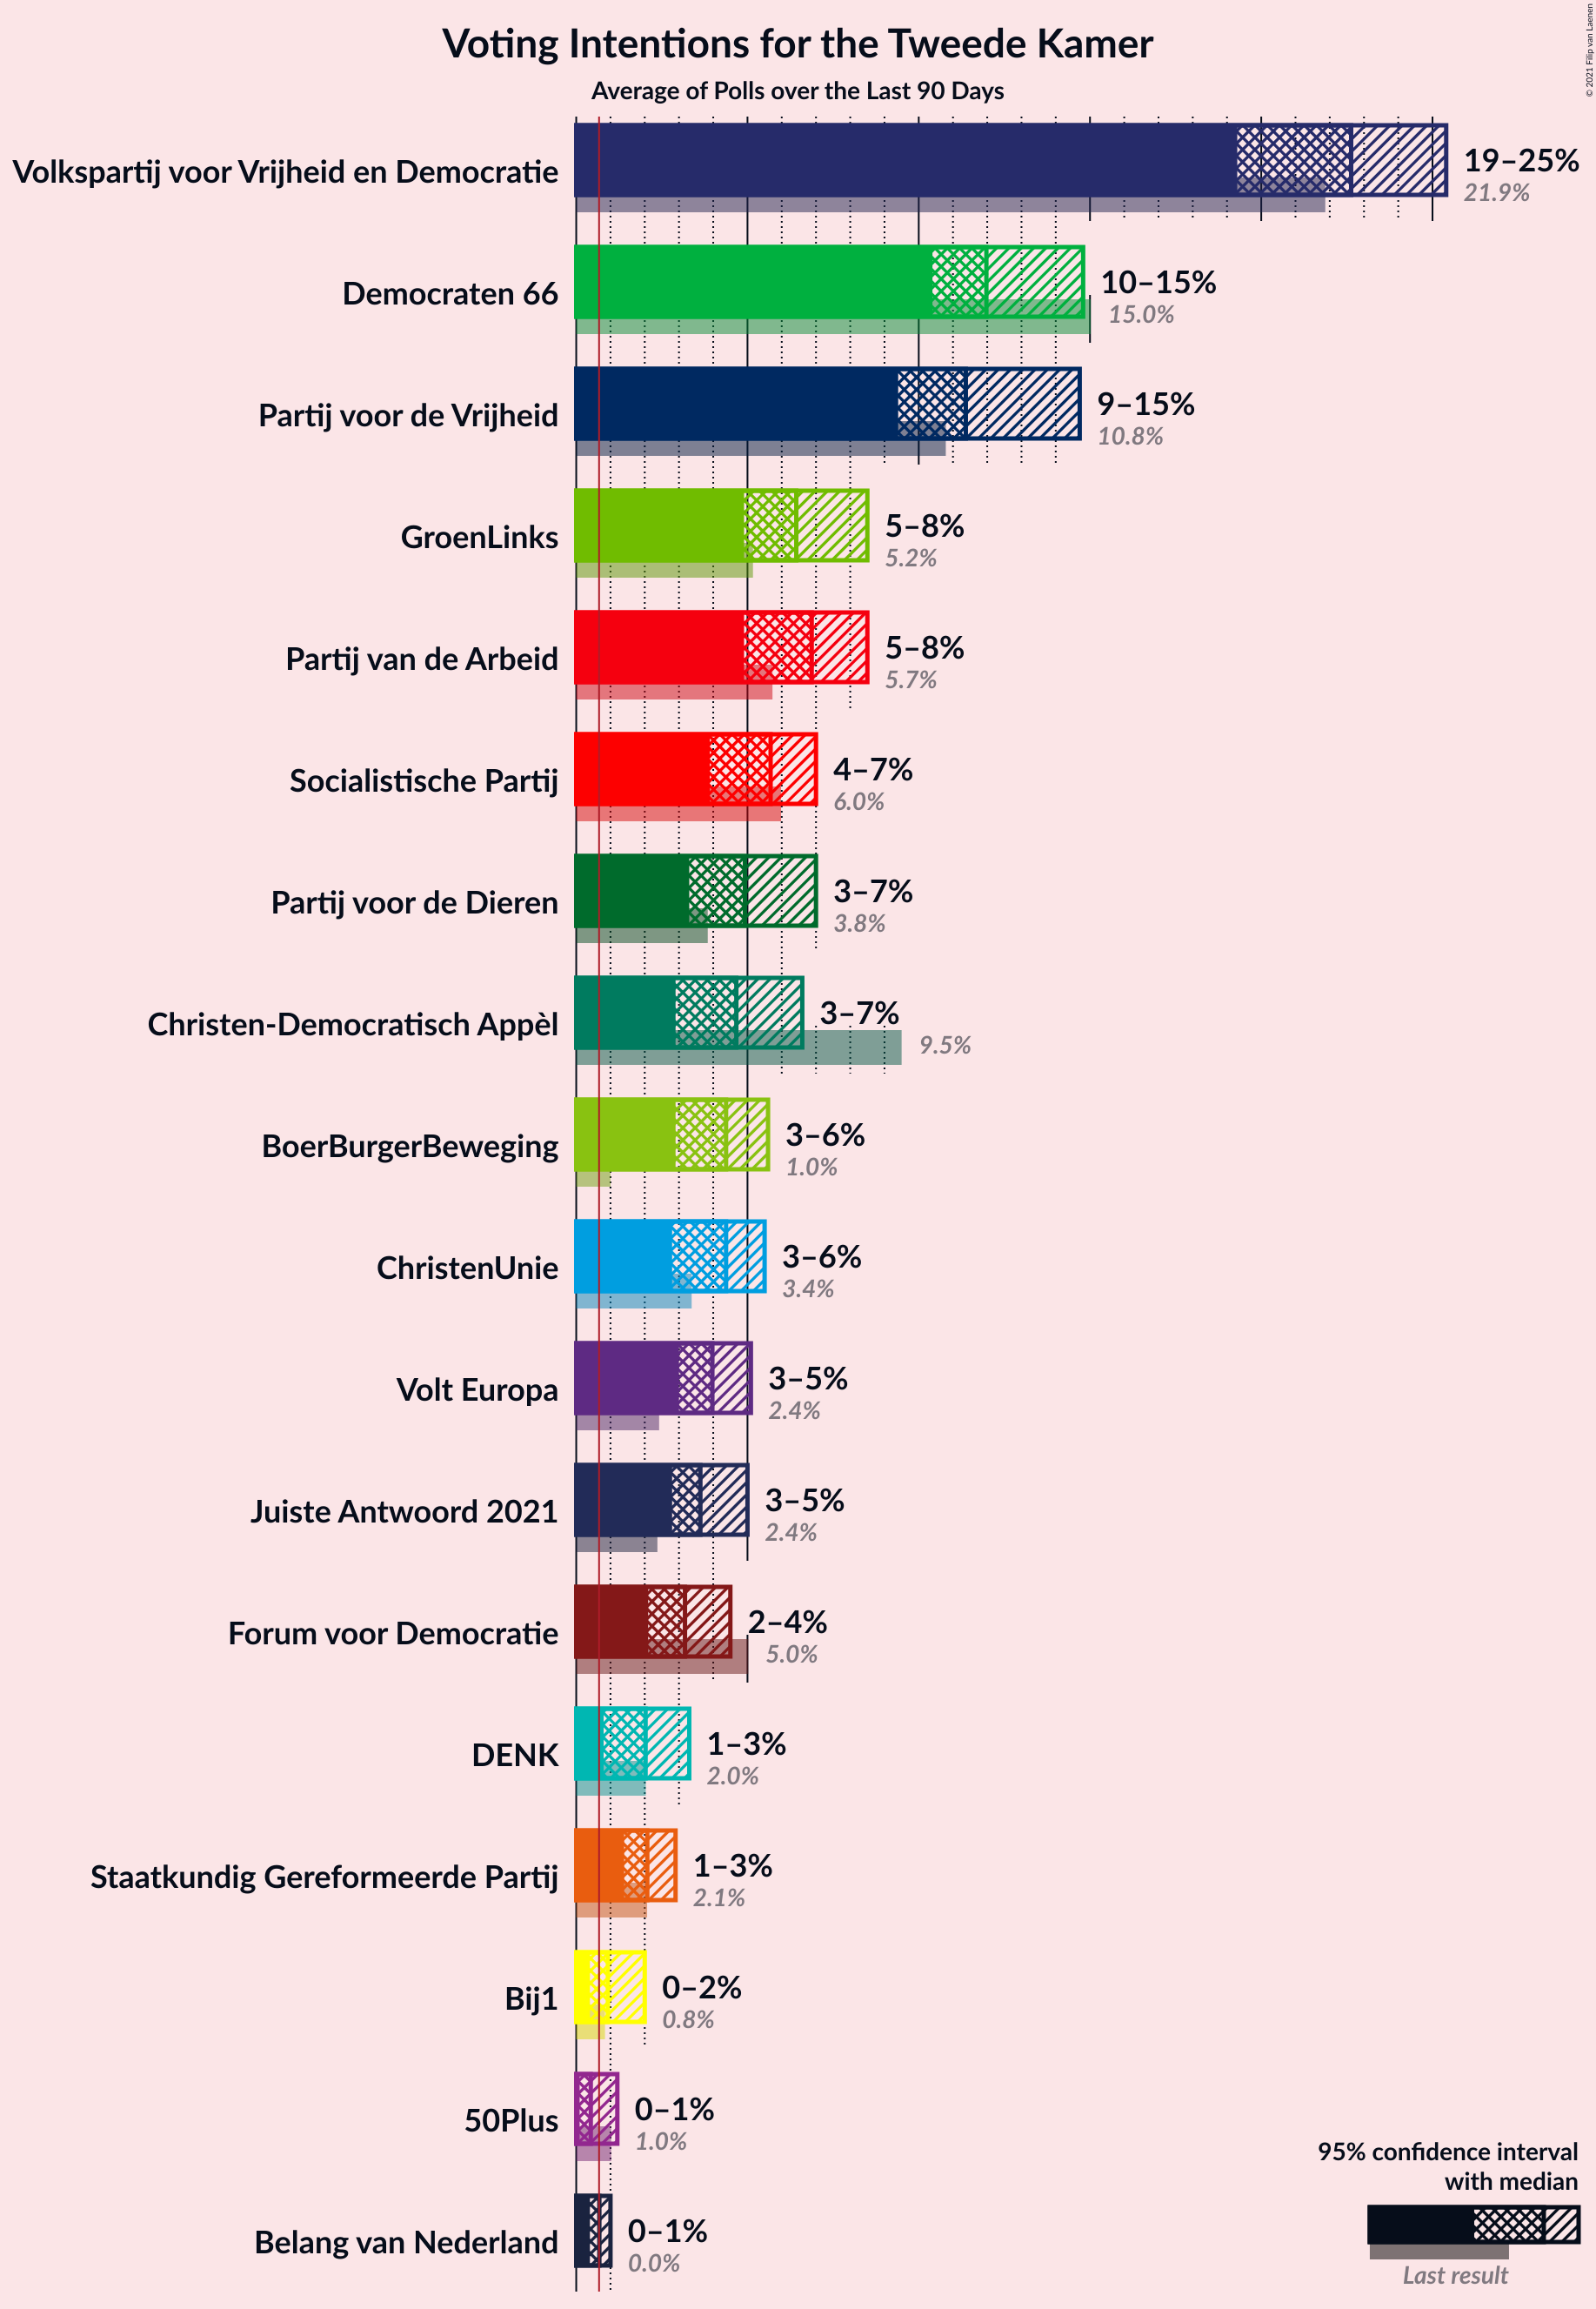 Voting Intentions for the Tweede Kamer
Average of Polls over the Last 90 Days
© 2021 Filip van Laenen
Volkspartij voor Vrijheid en Democratie
19–25%
21.9%
Democraten 66
10–15%
15.0%
Partij voor de Vrijheid
9–15%
10.8%
GroenLinks
5–8%
5.2%
Partij van de Arbeid
5–8%
5.7%
Socialistische Partij
4–7%
6.0%
Partij voor de Dieren
3–7%
3.8%
Christen-Democratisch Appèl
3–7%
9.5%
BoerBurgerBeweging
3–6%
1.0%
ChristenUnie
3–6%
3.4%
Volt Europa
3–5%
2.4%
Juiste Antwoord 2021
3–5%
2.4%
Forum voor Democratie
2–4%
5.0%
DENK
1–3%
2.0%
Staatkundig Gereformeerde Partij
1–3%
2.1%
Bij1
0–2%
0.8%
50Plus
0–1%
1.0%
Belang van Nederland
0–1%
0.0%
95% confidence interval
with median
Last result